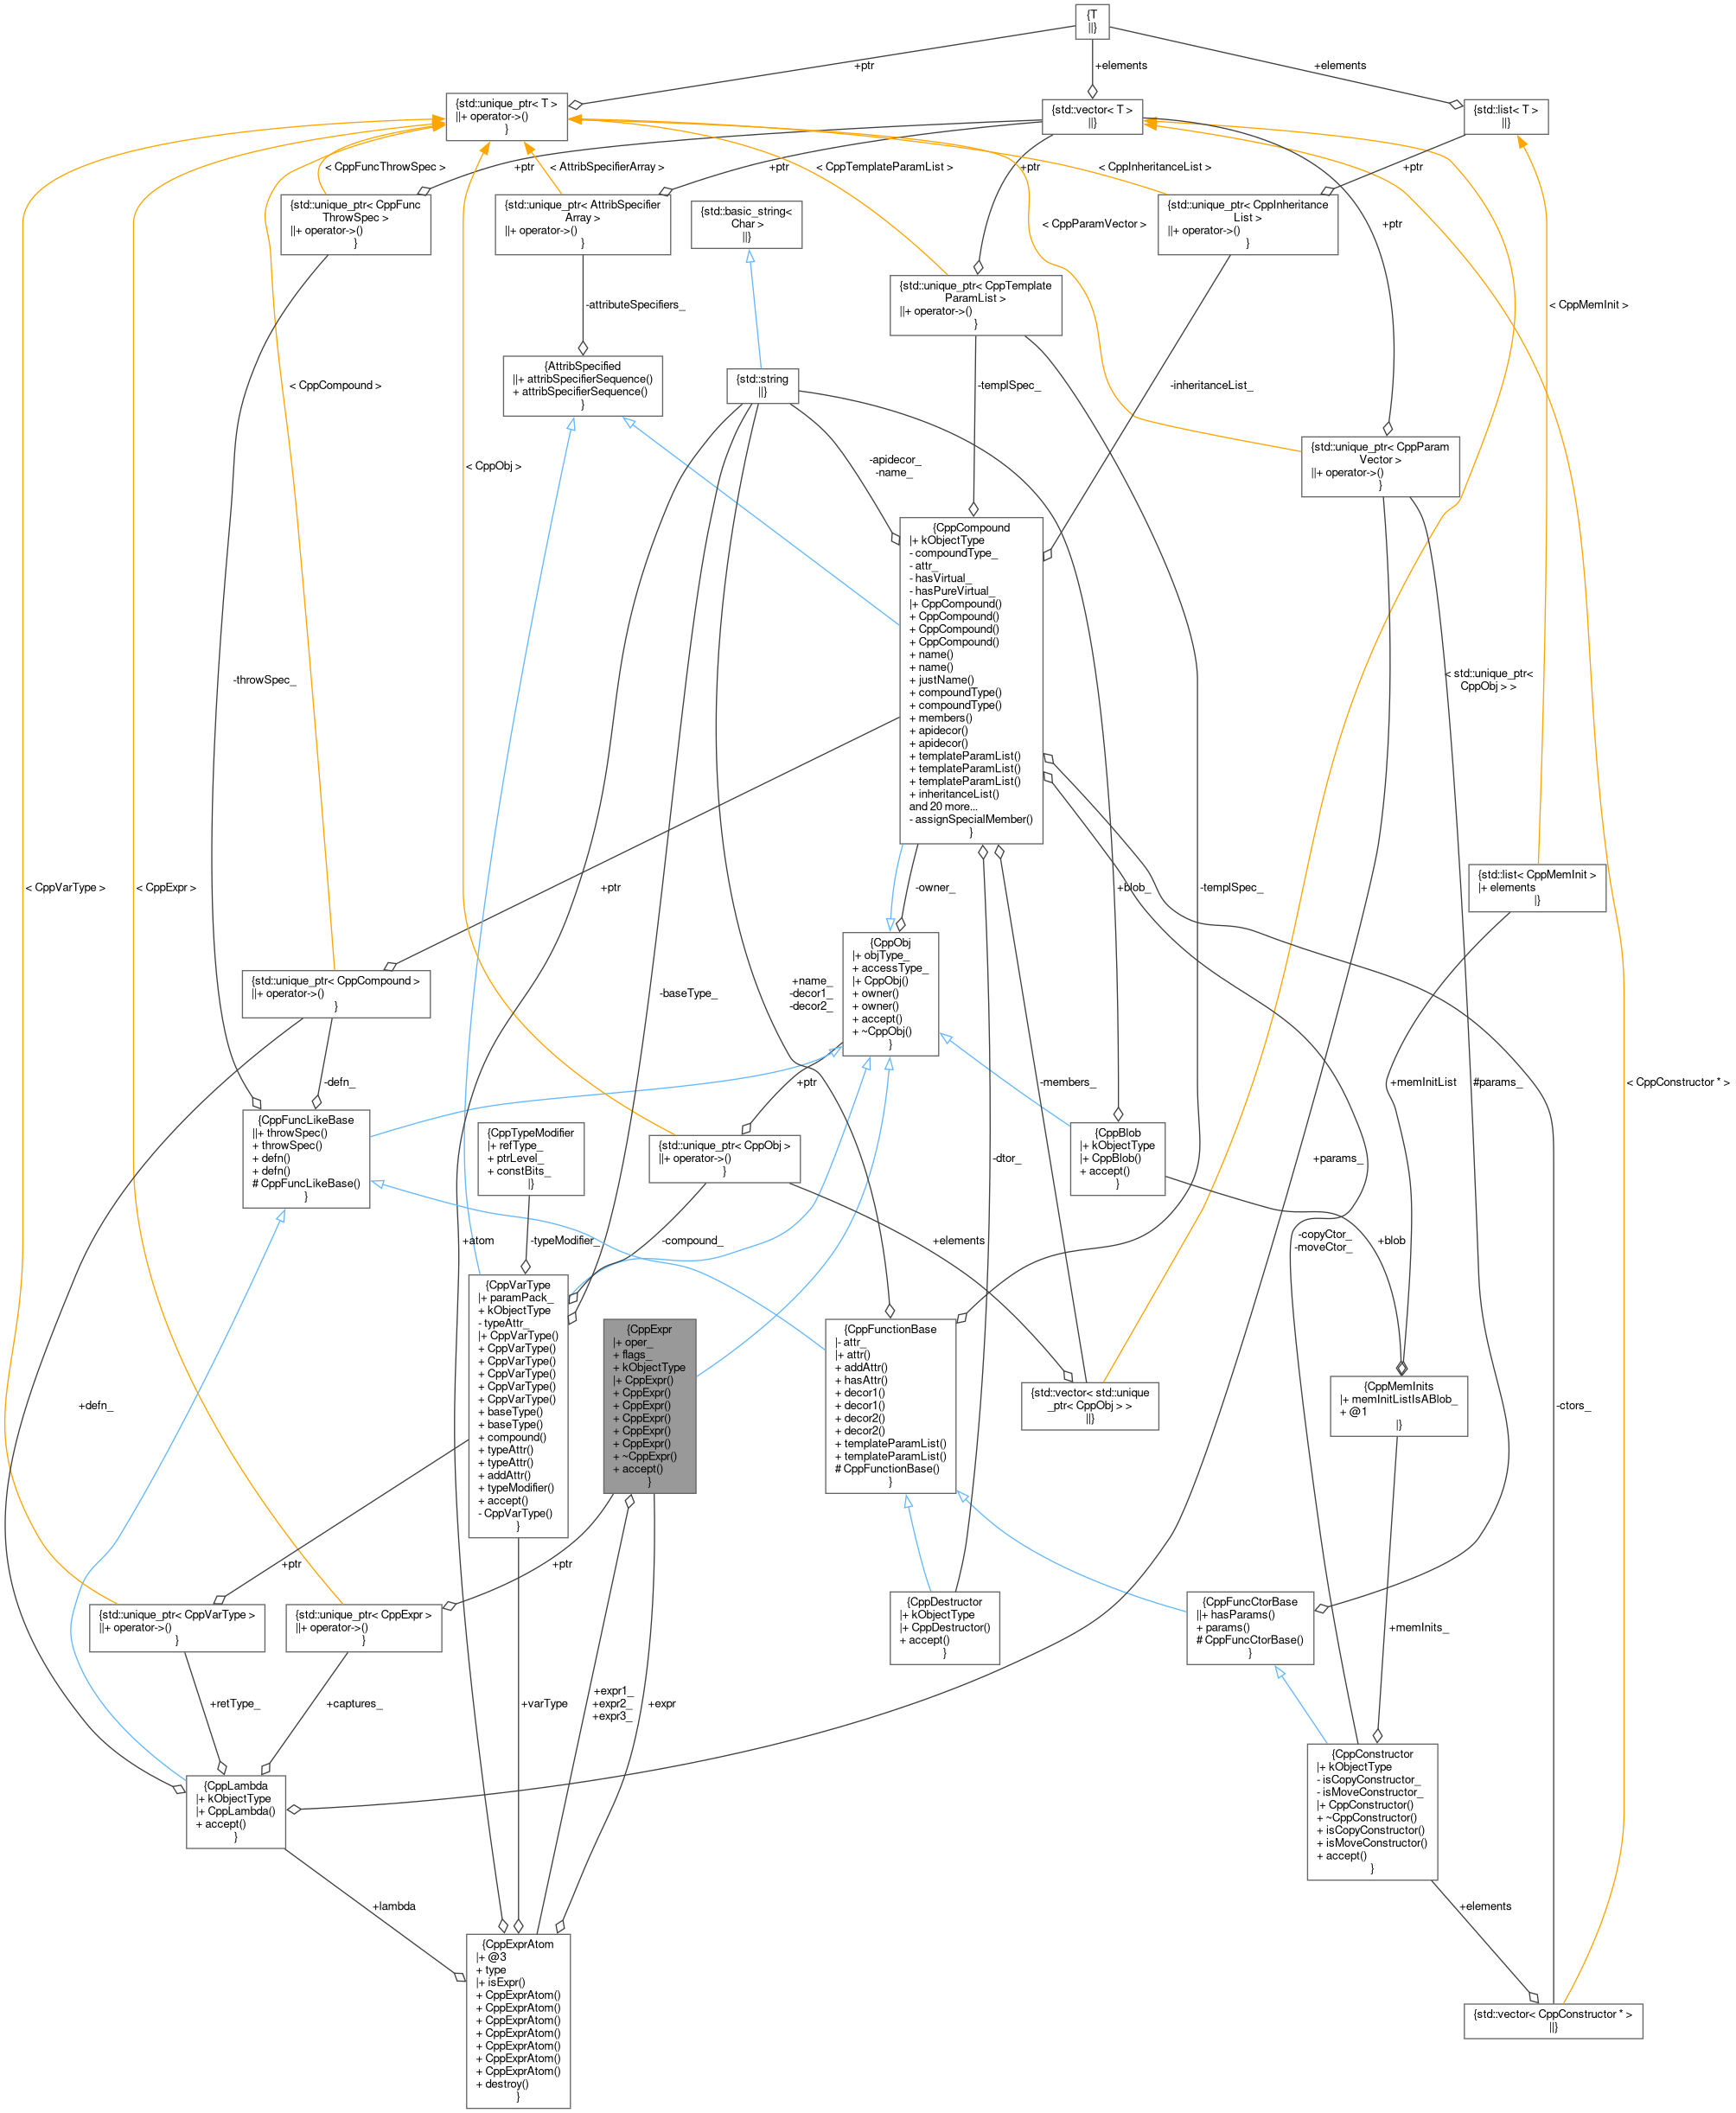 {T
||}
+ptr
+elements
+elements
{std::unique_ptr< T >
||+ operator->()
}
{std::vector< T >
||}
{std::list< T >
||}
< CppFuncThrowSpec >
+ptr
< AttribSpecifierArray >
+ptr
< CppTemplateParamList >
+ptr
< CppInheritanceList >
+ptr
{std::unique_ptr< CppFunc
ThrowSpec >
||+ operator->()
}
{std::unique_ptr< AttribSpecifier
Array >
||+ operator->()
}
{std::basic_string<
Char >
||}
{std::unique_ptr< CppInheritance
List >
||+ operator->()
}
< CppParamVector >
+ptr
{std::unique_ptr< CppTemplate
ParamList >
||+ operator->()
}
-attributeSpecifiers_
< CppMemInit >
{AttribSpecified
||+ attribSpecifierSequence()
+ attribSpecifierSequence()
}
{std::string
||}
< CppCompound >
-templSpec_
-inheritanceList_
{std::unique_ptr< CppParam
Vector >
||+ operator->()
}
< CppObj >
-apidecor_
-name_
{CppCompound
|+ kObjectType
- compoundType_
- attr_
- hasVirtual_
- hasPureVirtual_
|+ CppCompound()
+ CppCompound()
+ CppCompound()
+ CppCompound()
+ name()
+ name()
+ justName()
+ compoundType()
+ compoundType()
+ members()
+ apidecor()
+ apidecor()
+ templateParamList()
+ templateParamList()
+ templateParamList()
+ inheritanceList()
and 20 more...
- assignSpecialMember()
}
-throwSpec_
< std::unique_ptr<
CppObj > >
< CppVarType >
< CppExpr >
+ptr
-owner_
+blob_
-templSpec_
{std::list< CppMemInit >
|+ elements
|}
{CppObj
|+ objType_
+ accessType_
|+ CppObj()
+ owner()
+ owner()
+ accept()
+ ~CppObj()
}
{std::unique_ptr< CppCompound >
||+ operator->()
}
-baseType_
+name_
-decor1_
-decor2_
-defn_
+ptr
-members_
+memInitList
#params_
< CppConstructor * >
{CppFuncLikeBase
||+ throwSpec()
+ throwSpec()
+ defn()
+ defn()
# CppFuncLikeBase()
}
{CppTypeModifier
|+ refType_
+ ptrLevel_
+ constBits_
|}
{std::unique_ptr< CppObj >
||+ operator->()
}
{CppBlob
|+ kObjectType
|+ CppBlob()
+ accept()
}
-dtor_
+params_
+atom
-typeModifier_
-compound_
+elements
-copyCtor_
-moveCtor_
+blob
{CppVarType
|+ paramPack_
+ kObjectType
- typeAttr_
|+ CppVarType()
+ CppVarType()
+ CppVarType()
+ CppVarType()
+ CppVarType()
+ CppVarType()
+ baseType()
+ baseType()
+ compound()
+ typeAttr()
+ typeAttr()
+ addAttr()
+ typeModifier()
+ accept()
- CppVarType()
}
{CppExpr
|+ oper_
+ flags_
+ kObjectType
|+ CppExpr()
+ CppExpr()
+ CppExpr()
+ CppExpr()
+ CppExpr()
+ CppExpr()
+ ~CppExpr()
+ accept()
}
{CppFunctionBase
|- attr_
|+ attr()
+ addAttr()
+ hasAttr()
+ decor1()
+ decor1()
+ decor2()
+ decor2()
+ templateParamList()
+ templateParamList()
# CppFunctionBase()
}
{std::vector< std::unique
_ptr< CppObj > >
||}
{CppMemInits
|+ memInitListIsABlob_
+ @1
|}
+defn_
-ctors_
+ptr
+ptr
{std::unique_ptr< CppVarType >
||+ operator->()
}
{std::unique_ptr< CppExpr >
||+ operator->()
}
{CppDestructor
|+ kObjectType
|+ CppDestructor()
+ accept()
}
{CppFuncCtorBase
||+ hasParams()
+ params()
# CppFuncCtorBase()
}
+memInits_
+retType_
+captures_
+varType
+expr1_
+expr2_
+expr3_
+expr
{CppLambda
|+ kObjectType
|+ CppLambda()
+ accept()
}
{CppConstructor
|+ kObjectType
- isCopyConstructor_
- isMoveConstructor_
|+ CppConstructor()
+ ~CppConstructor()
+ isCopyConstructor()
+ isMoveConstructor()
+ accept()
}
+lambda
+elements
{CppExprAtom
|+ @3
+ type
|+ isExpr()
+ CppExprAtom()
+ CppExprAtom()
+ CppExprAtom()
+ CppExprAtom()
+ CppExprAtom()
+ CppExprAtom()
+ CppExprAtom()
+ destroy()
}
{std::vector< CppConstructor * >
||}